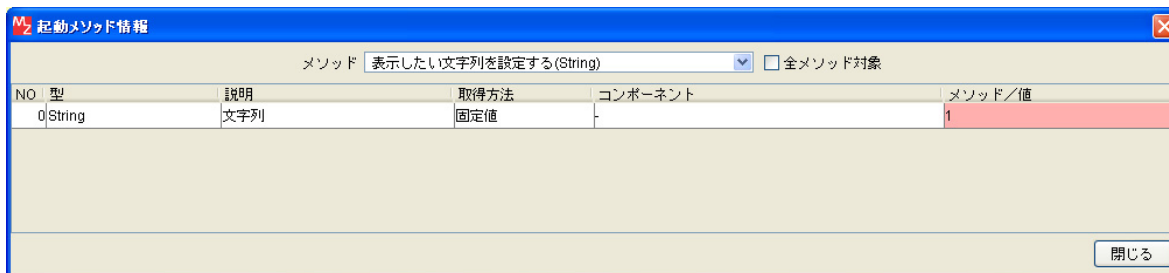 MZ 起動メソッド情報
メソッド 表示したい文字列を設定する(String) 全メソッド対象
NO 型 説明 取得方法 コンポーネント メソッド／値
0 String 文字列 固定値 - 1
閉じる